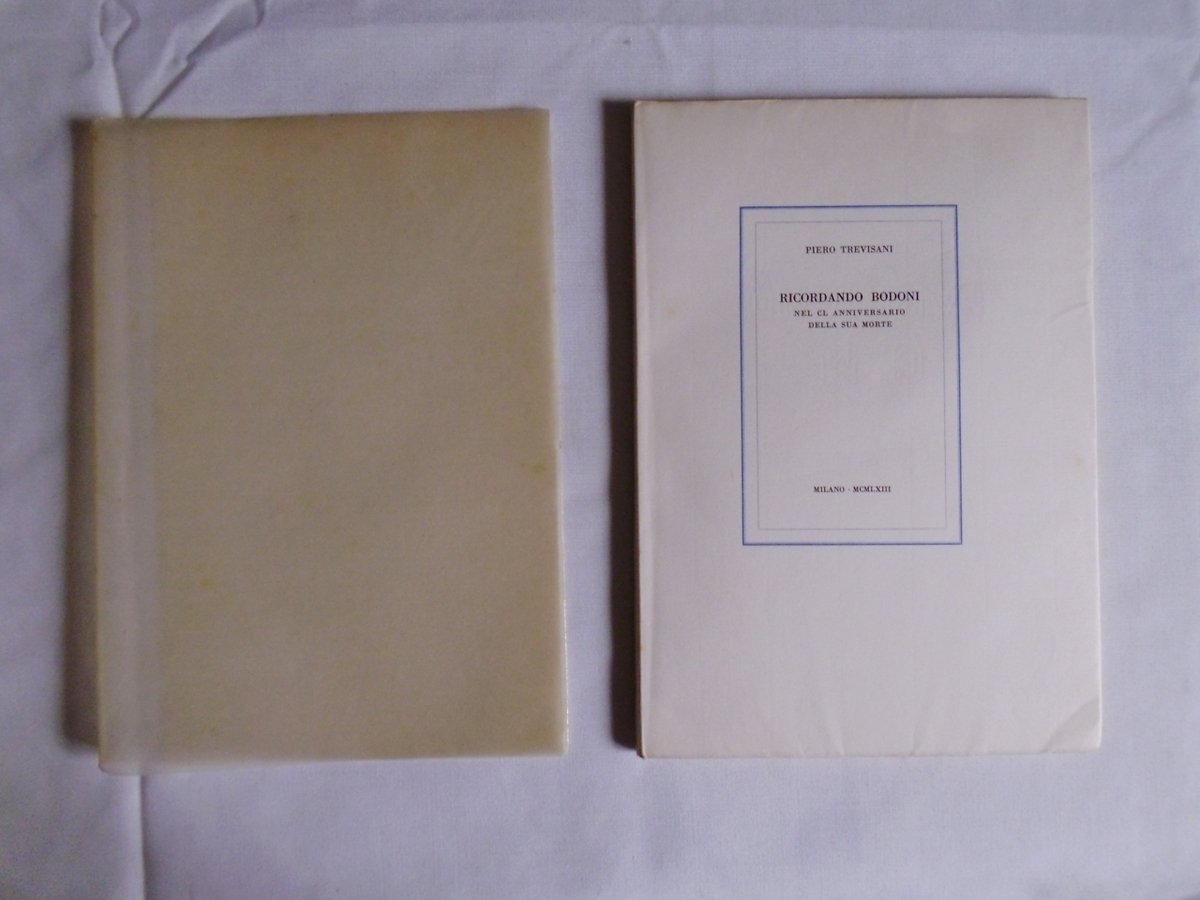 PIERO TREVISANI
RICORDANDO BODONI
NEL CL ANNIVERSARIO
DELLA SUA MORTE
MILANO · MCMLXIII